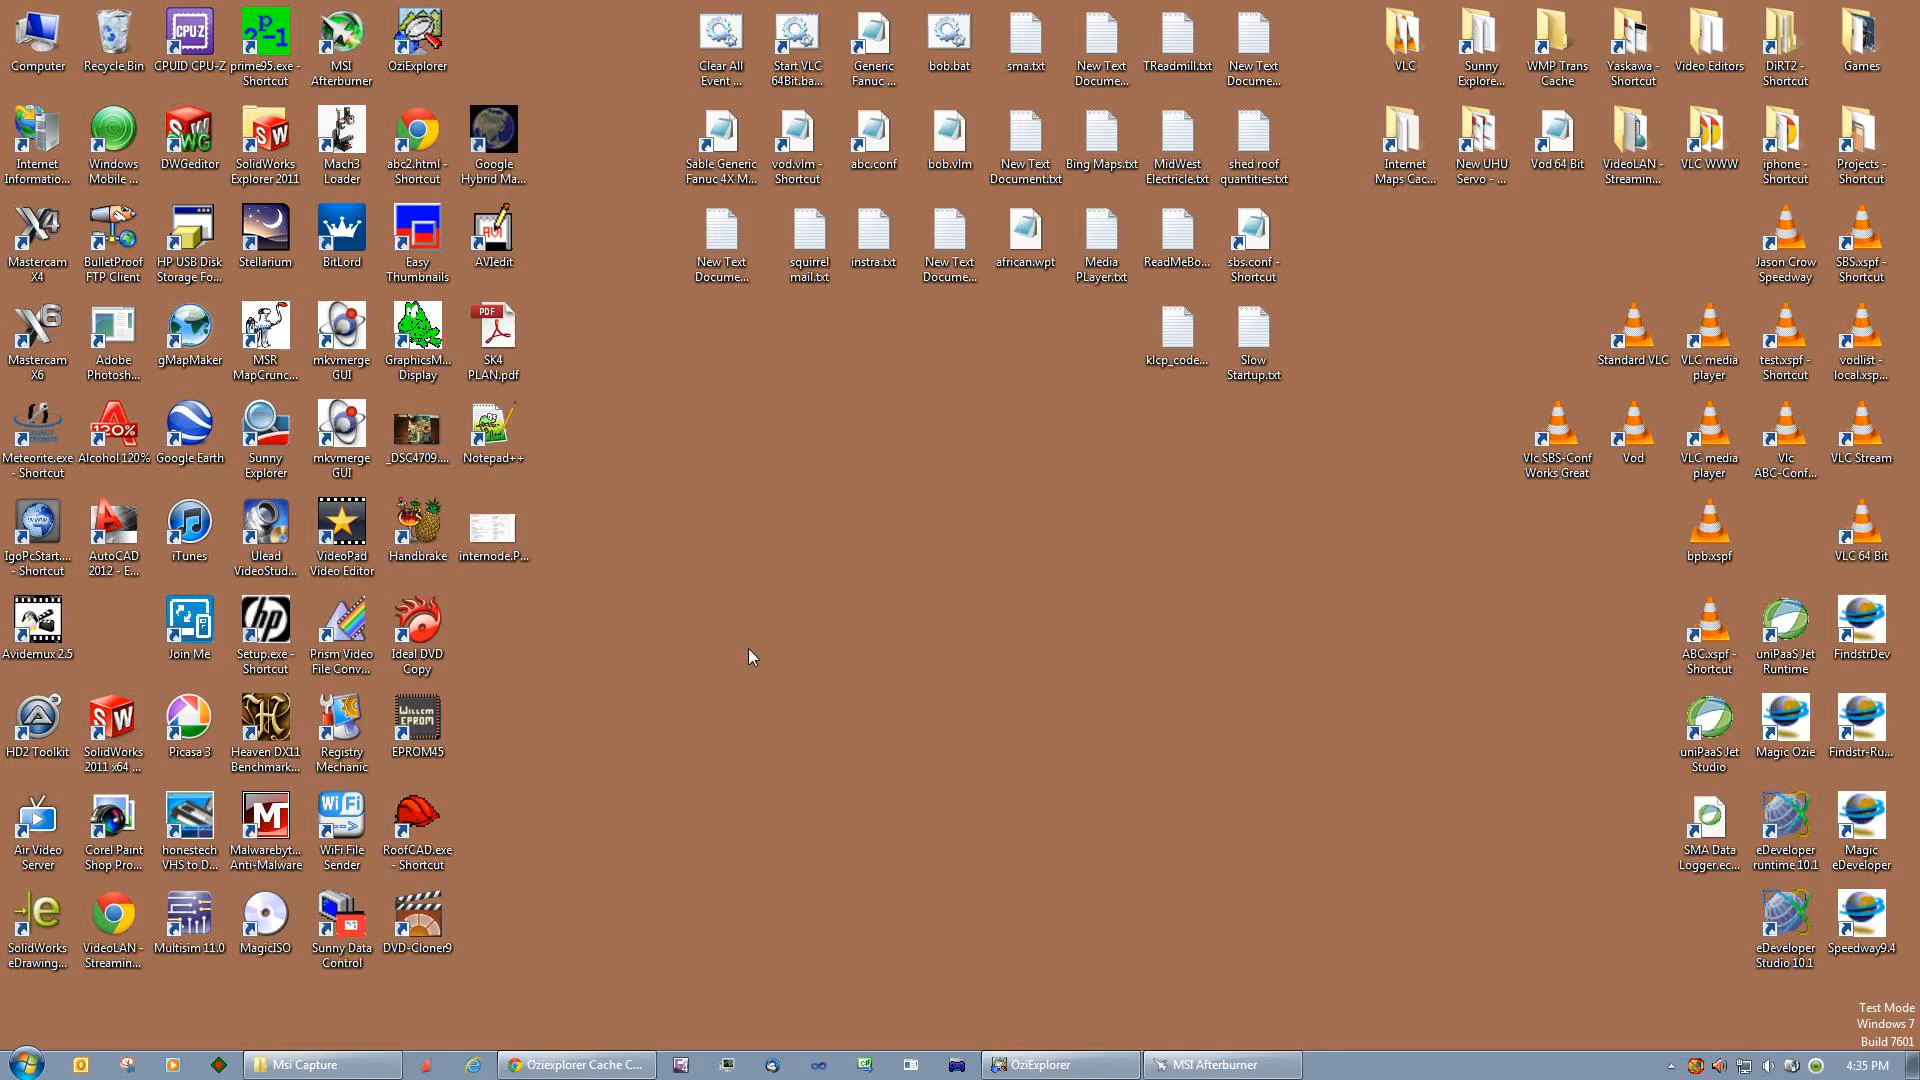 Computer
Recycle Bin
CPUID CPU-Z
prime95.exe -
Shortcut
MSI
Afterburner
OziExplorer
Clear All
Event ...
Start VLC
64Bit.ba...
Generic
Fanuc ...
bob.bat
sma.txt
New Text
Docume...
TReadmill.txt
New Text
Docume...
VLC
Sunny
Explore...
WMP Trans
Cache
Yaskawa -
Shortcut
Video Editors
DiRT2 -
Shortcut
Games
Internet
Informatio...
Windows
Mobile ...
DWGeditor
SolidWorks
Explorer 2011
Mach3
Loader
abc2.html -
Shortcut
Google
Hybrid Ma...
Sable Generic
Fanuc 4X M...
vod.vlm -
Shortcut
abc.conf
bob.vlm
New Text
Document.txt
Bing Maps.txt
MidWest
Electricle.txt
shed roof
quantities.txt
Internet
Maps Cac...
New UHU
Servo - ...
Vod 64 Bit
VideoLAN -
Streamin...
VLC WWW
iphone -
Shortcut
Projects -
Shortcut
Mastercam
X4
BulletProof
FTP Client
HP USB Disk
Storage Fo...
Stellarium
BitLord
Easy
Thumbnails
AVIedit
New Text
Docume...
squirrel
mail.txt
instra.txt
New Text
Docume...
african.wpt
Media
PLayer.txt
ReadMeBo...
sbs.conf -
Shortcut
Jason Crow
Speedway
SBS.xspf -
Shortcut
Mastercam
X6
Adobe
Photosh...
gMapMaker
MSR
MapCrunc...
mkvmerge
GUI
GraphicsM...
Display
SK4
PLAN.pdf
klcp_code...
Slow
Startup.txt
Standard VLC
VLC media
player
test.xspf -
Shortcut
vodlist -
local.xsp...
Meteorite.exe
- Shortcut
Alcohol 120%
Google Earth
Sunny
Explorer
mkvmerge
GUI
_DSC4709....
Notepad++
Vlc SBS-Conf
Works Great
Vod
VLC media
player
Vlc
ABC-Conf...
VLC Stream
IgoPcStart....
- Shortcut
AutoCAD
2012 - E...
iTunes
Ulead
VideoStud...
VideoPad
Video Editor
Handbrake
internode.P...
bpb.xspf
VLC 64 Bit
Avidemux 2.5
Join Me
Setup.exe -
Shortcut
Prism Video
File Conv...
Ideal DVD
Copy
ABC.xspf -
Shortcut
uniPaaS Jet
Runtime
FindstrDev
HD2 Toolkit
SolidWorks
2011 x64 ...
Picasa 3
Heaven DX11
Benchmark...
Registry
Mechanic
EPROM45
uniPaaS Jet
Studio
Magic Ozie
Findstr-Ru...
Air Video
Server
Corel Paint
Shop Pro...
honestech
VHS to D...
Malwarebyt...
Anti-Malware
WiFi File
Sender
RoofCAD.exe
- Shortcut
SMA Data
Logger.ec...
eDeveloper
runtime 10.1
Magic
eDeveloper
SolidWorks
eDrawing...
VideoLAN -
Streamin...
Multisim 11.0
MagicISO
Sunny Data
Control
DVD-Cloner9
eDeveloper
Studio 10.1
Speedway9.4
Test Mode
Windows 7
Build 7601
Msi Capture
Oziexplorer Cache C...
OziExplorer
MSI Afterburner
4:35 PM